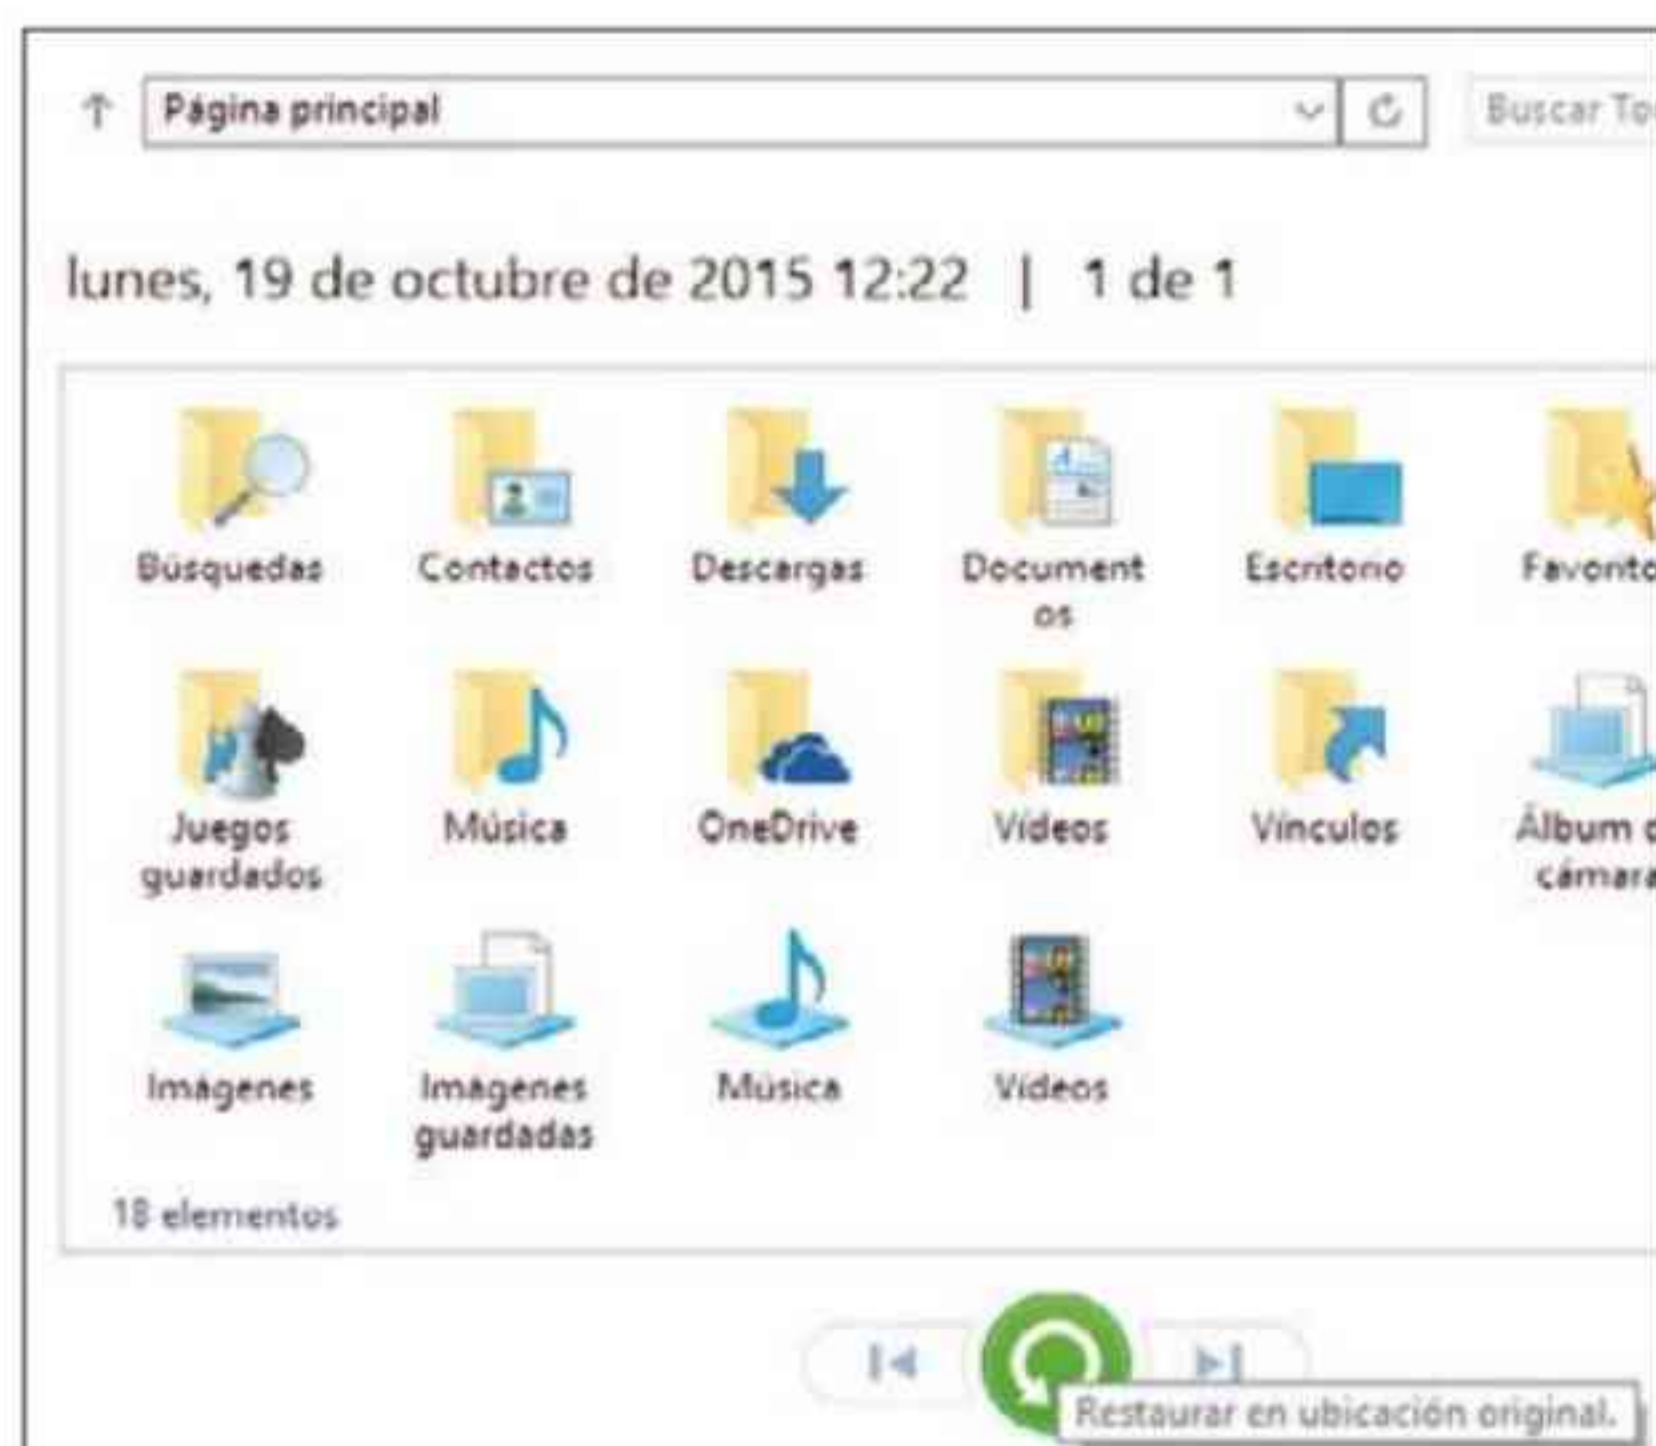 Página principal
Buscar
lunes, 19 de octubre de 2015 12:22 | 1 de 1
Búsquedas Contactos Descargas Document Escritorio
os
Juegos Música OneDrive Vídeos Vínculos Álbum
guardados
Imágenes Imágenes Música Vídeos
guardadas
18 elementos
Restaurar en ubicación original.